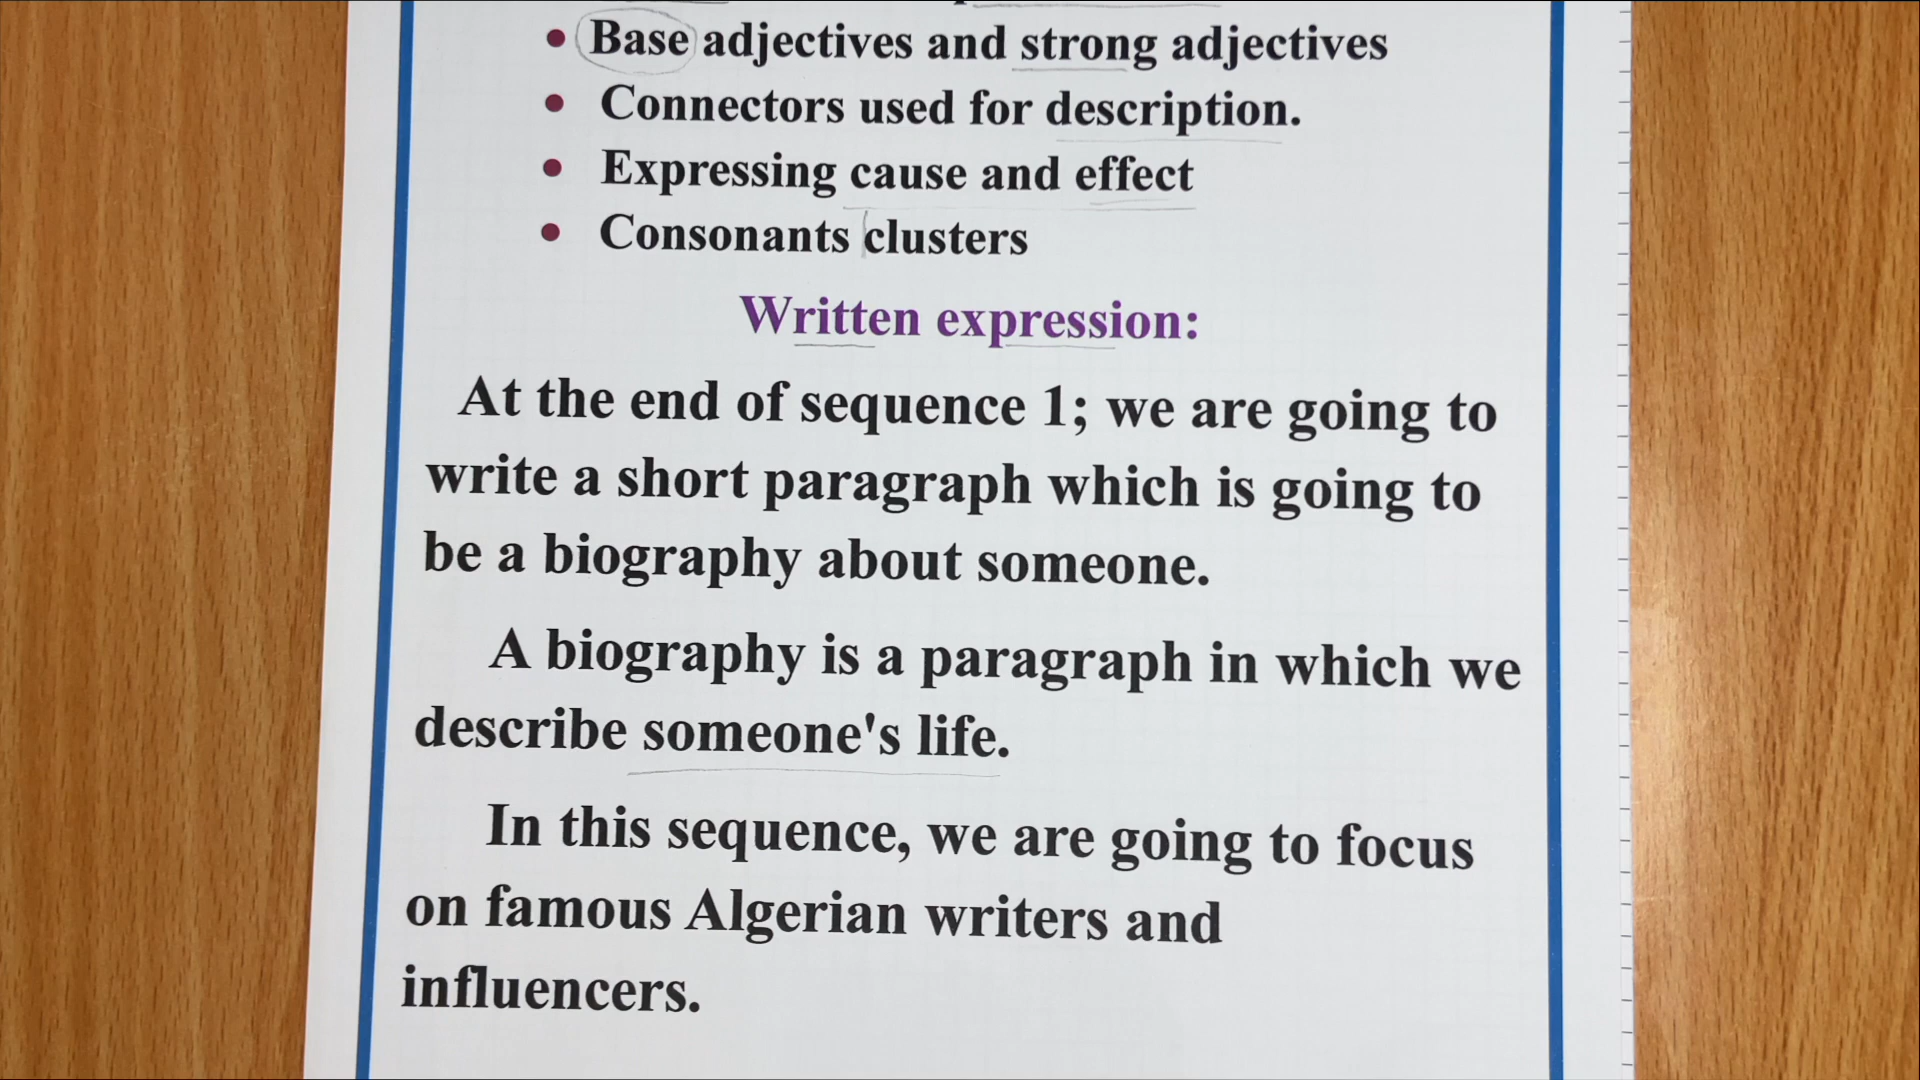 Base adjectives and strong adjectives
Connectors used for description.
Expressing cause and effect
Consonants clusters
Written expression:
At the end of sequence 1; we are going to
write a short paragraph which is going to
be a biography about someone.
A biography is a paragraph in which we
describe someone's life.
In this sequence, we are going to focus
on famous Algerian writers and
influencers.